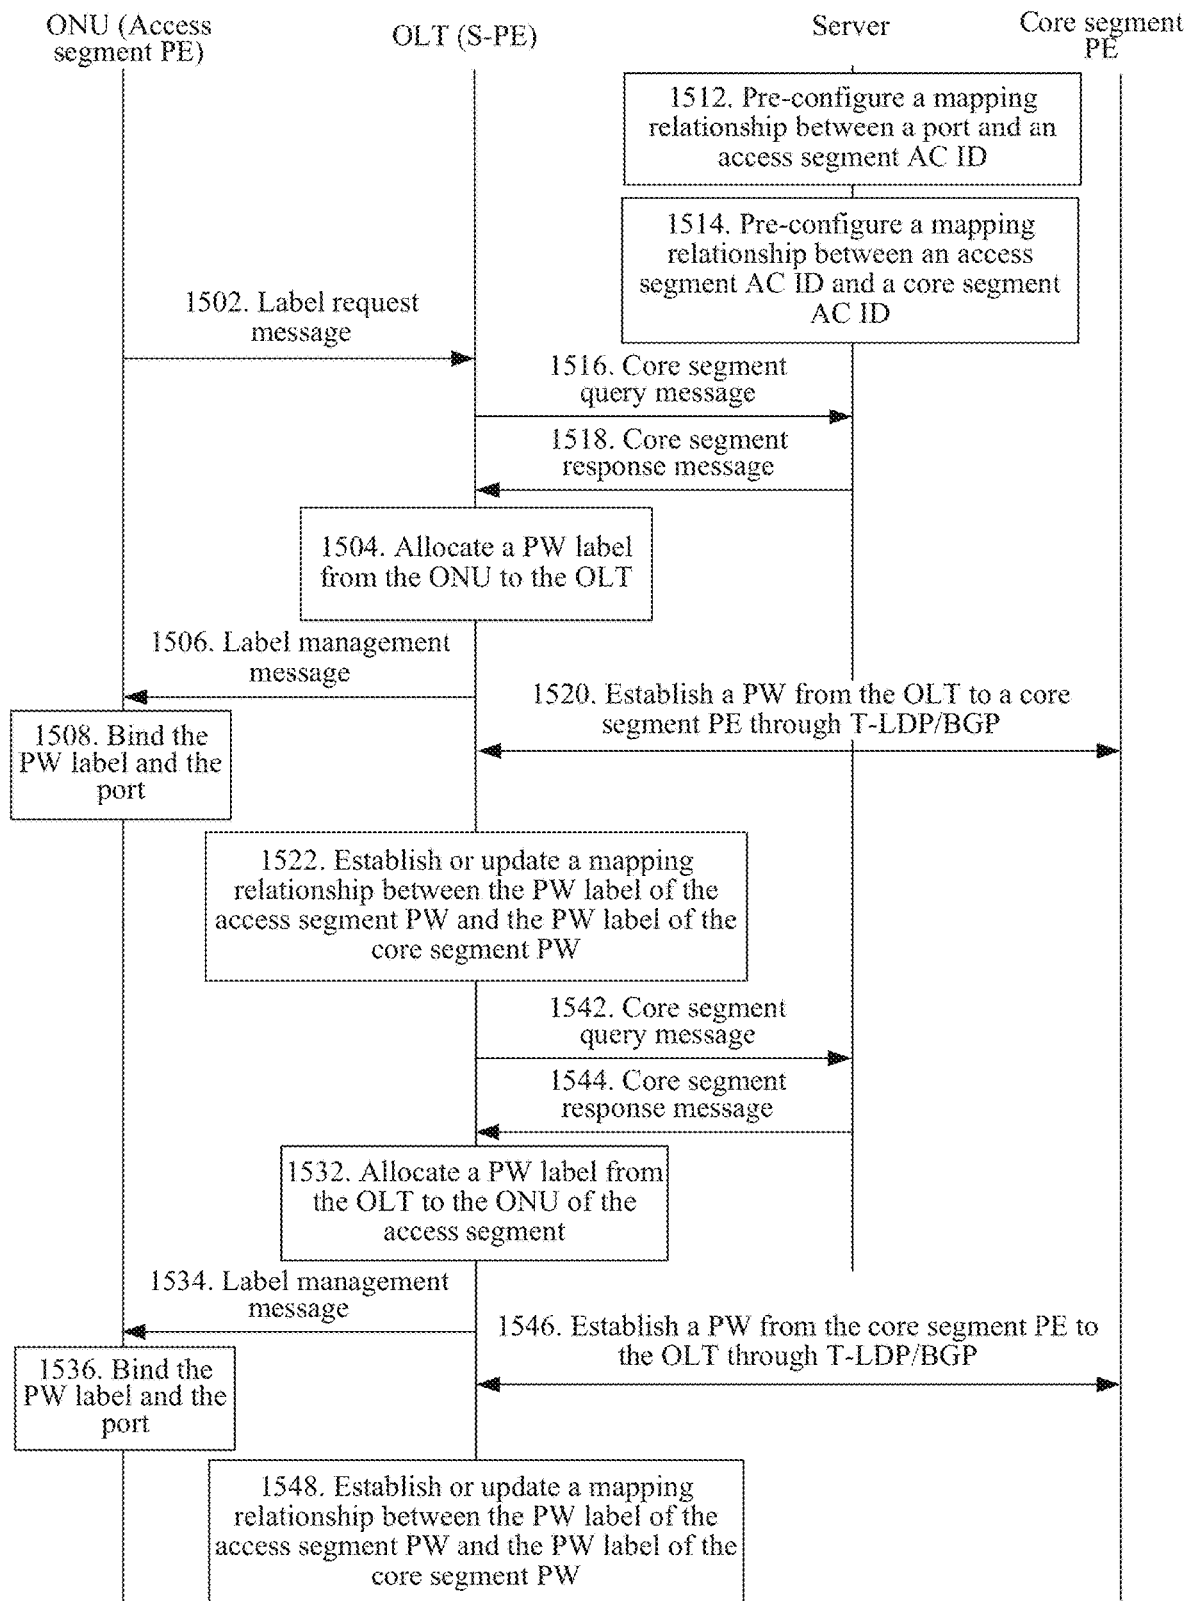 ONU (Access
segment PE)
OLT (S-PE)
Server
Core segment
PE
1512. Pre-configure a mapping
relationship between a port and an
access segment AC ID
1514. Pre-configure a mapping
relationship between an access
segment AC ID and a core segment
AC ID
1502. Label request
message
1516. Core segment
query message
1518. Core segment
response message
1504. Allocate a PW label
from the ONU to the OLT
1506. Label management
message
1520. Establish a PW from the OLT to a core
segment PE through T-LDP/BGP
1508. Bind the
PW label and the
port
1522. Establish or update a mapping
relationship between the PW label of the
access segment PW and the PW label of the
core segment PW
1542. Core segment
query message
1544. Core segment
response message
1532. Allocate a PW label from
the OLT to the ONU of the
access segment
1534. Label management
message
1546. Establish a PW from the core segment PE to
the OLT through T-LDP/BGP
1536. Bind the
PW label and the
port
1548. Establish or update a mapping
relationship between the PW label of the
access segment PW and the PW label of the
core segment PW